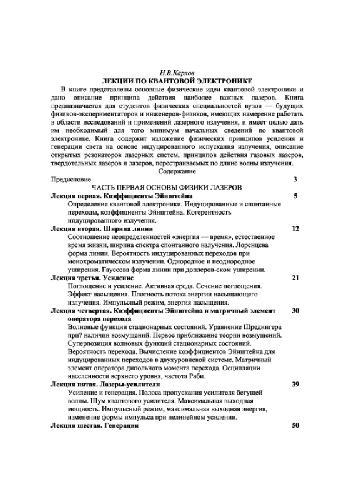 Н.В.Карлов
ЛЕКЦИИ ПО КВАНТОВОЙ ЭЛЕКТРОНИКЕ
В книге представлены основные физические идеи квантовой электроники и
дано описание принципа действия наиболее важных лазеров. Книга
предназначается для студентов физических специальностей вузов — будущих
физиков-экспериментаторов и инженеров-физиков, имеющих намерение работать
в области исследований и применений лазерного излучения, и имеет целью дать
им необходимый для того минимум начальных сведений по квантовой
электронике. Книга содержит изложение физических принципов усиления и
генерации света на основе индуцированного испускания излучения, описание
открытых резонаторов лазерных систем, принципов действия газовых лазеров,
твердотельных лазеров и лазеров, перестраиваемых по длине волны излучения.
Содержание
Предисловие 3
ЧАСТЬ ПЕРВАЯ ОСНОВЫ ФИЗИКИ ЛАЗЕРОВ
Лекция первая. Коэффициенты Эйнштейна 5
Определение квантовой электроники. Индуцированные и спонтанные
переходы, коэффициенты Эйнштейна. Когерентность
индуцированного излучения.
Лекция вторая. Ширина линии 12
Соотношение неопределенностей «энергия — время», естественное
время жизни, ширина спектра спонтанного излучения. Лоренцева
форма линии. Вероятность индуцированных переходов при
монохроматическом излучении. Однородное и неоднородное
уширения. Гауссова форма линии при доплеров-ском уширении.
Лекция третья. Усиление 21
Поглощение и усиление. Активная среда. Сечение поглощения.
Эффект насыщения. Плотность потока энергии насыщающего
излучения. Импульсный режим, энергия насыщения.
Лекция четвертая. Коэффициенты Эйнштейна и матричный элемент 30
оператора перехода
Волновые функции стационарных состояний. Уравнение Шредингера
при? наличии возмущений. Первое приближение теории возмущений.
Суперпозиция волновых функций стационарных состояний.
Вероятность перехода. Вычисление коэффициентов Эйнштейна для
индуцированных переходов в двухуровневой системе. Матричный
элемент оператора дипольного момента перехода. Осцилляции
населенности верхнего уровня, частота Раби.
Лекция пятая. Лазеры-усилители 39
Усиление и генерация. Полоса пропускания усилителя бегущей
волны. Шум квантового усилителя. Максимальная выходная
мощность. Импульсный режим, максимальная выходная энергия,
изменение формы импульса при нелинейном усилении.
Лекция шестая. Генерация 50